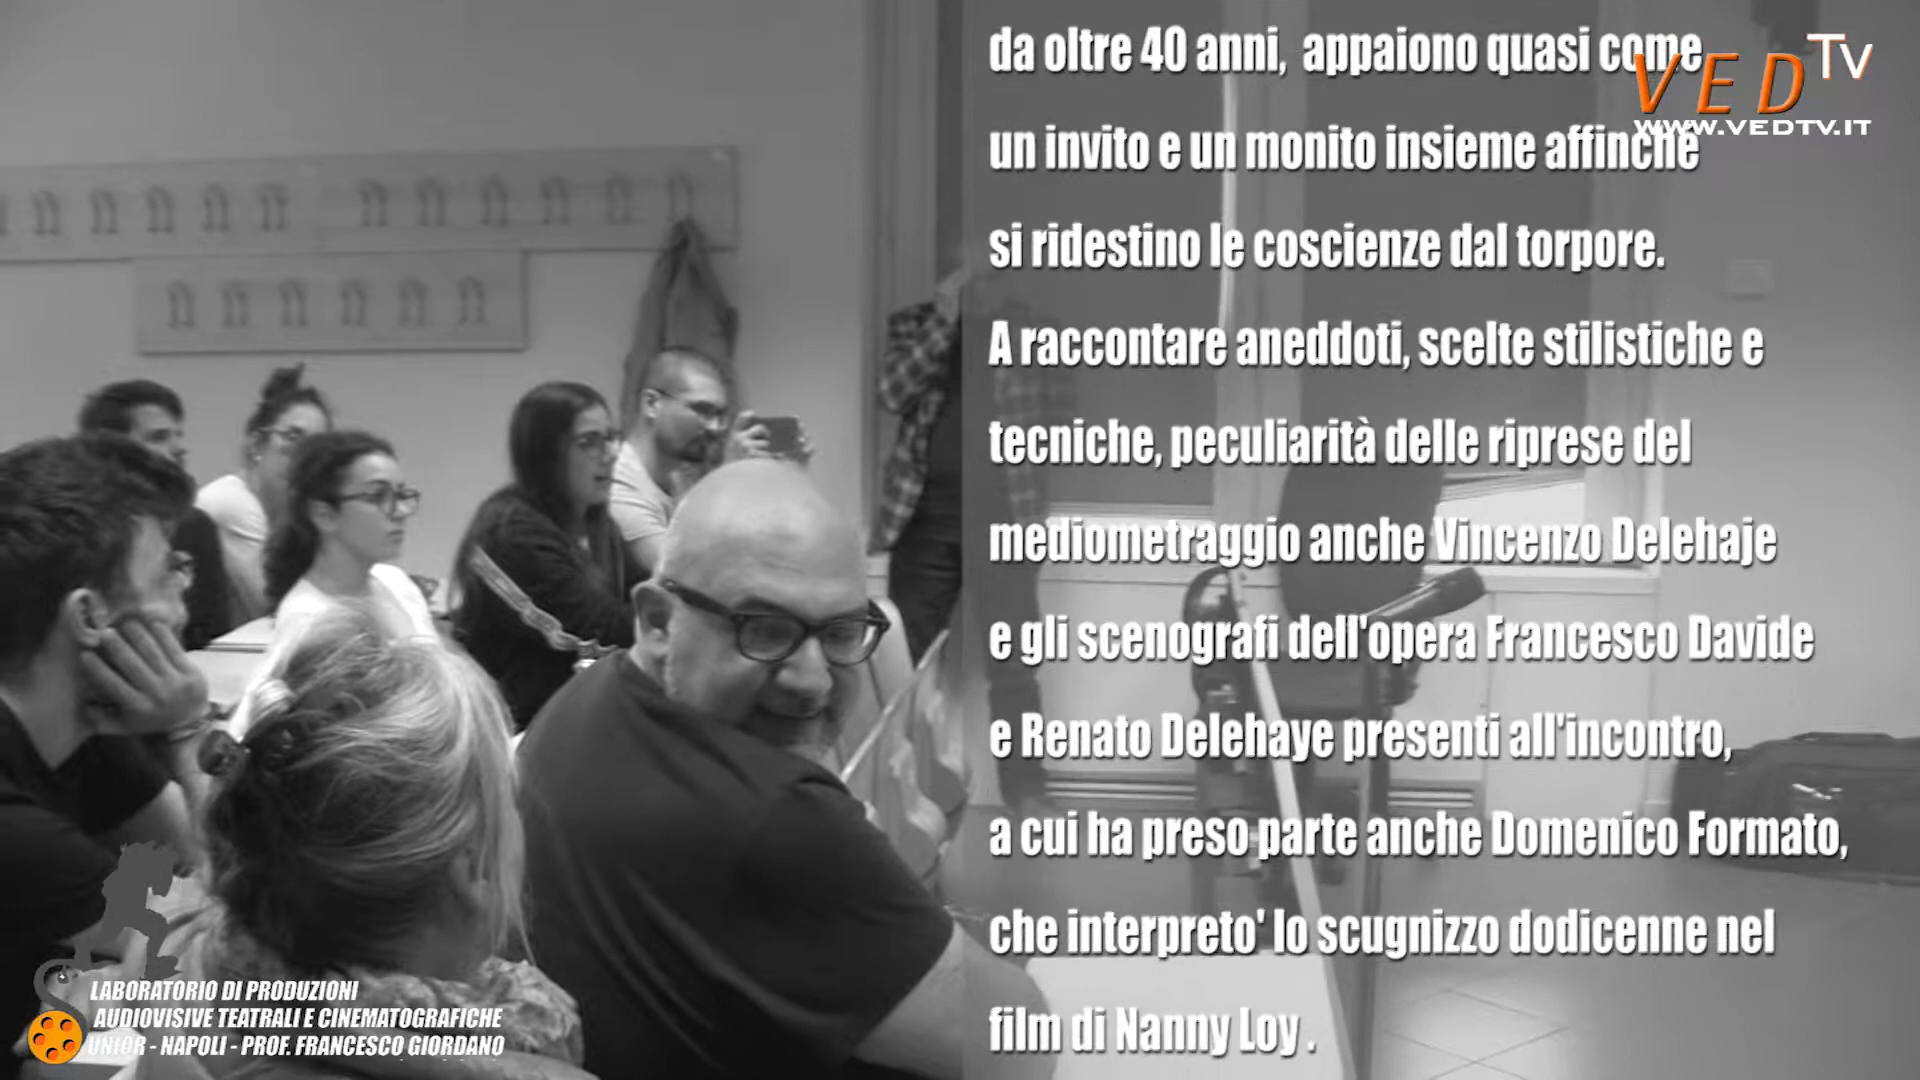 da oltre 40 anni, appaiono quasi come
un invito e un monito insieme affinchè
si ridestino le coscienze dal torpore.
A raccontare aneddoti, scelte stilistiche e
tecniche, peculiarità delle riprese del
mediometraggio anche Vincenzo Delehaje
e gli scenografi dell'opera Francesco Davide
e Renato Delehaye presenti all'incontro,
a cui ha preso parte anche Domenico Formato,
che interpreto' lo scugnizzo dodicenne nel
film di Nanny Loy .
VED TV
WWW.VEDTV.IT
LABORATORIO DI PRODUZIONI
AUDIOVISIVE TEATRALI E CINEMATOGRAFICHE
UNIOR - NAPOLI - PROF. FRANCESCO GIORDANO